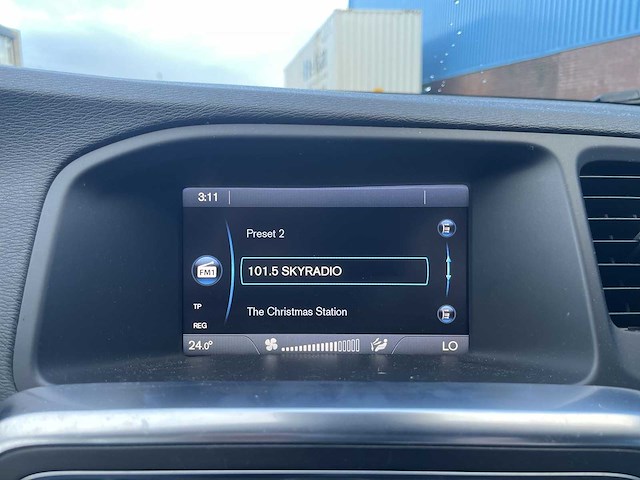 3:11
Preset 2
FM1
101.5 SKYRADIO
TP
The Christmas Station
REG
24.0°
LO